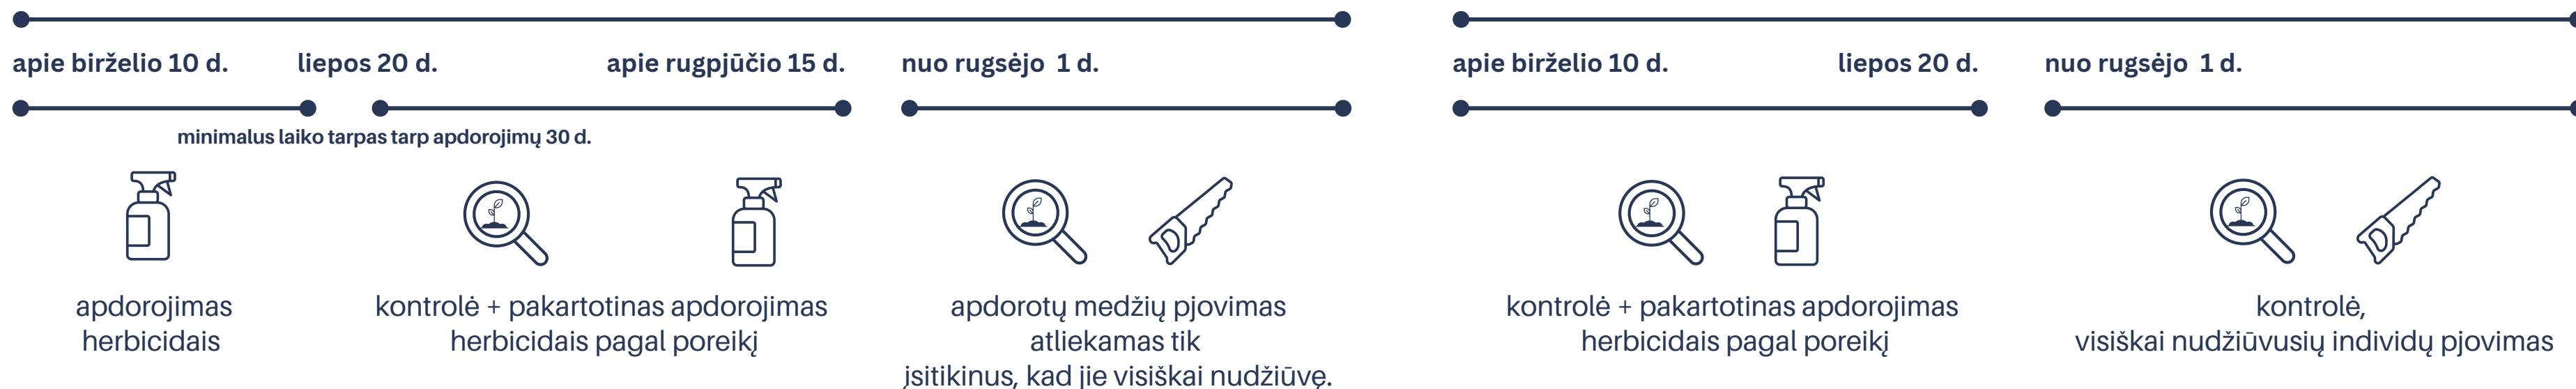 apie birželio 10 d.
liepos 20 d.
apie rugpjūčio 15 d.
nuo rugsėjo 1 d.
minimalus laiko tarpas tarp apdorojimų 30 d.
apdorojimas
herbicidais
kontrolė + pakartotinas apdorojimas
herbicidais pagal poreikį
apdorotų medžių pjovimas
atliekamas tik
įsitikinus, kad jie visiškai nudžiūvę.
apie birželio 10 d.
liepos 20 d.
nuo rugsėjo 1 d.
kontrolė + pakartotinas apdorojimas
herbicidais pagal poreikį
kontrolė,
visiškai nudžiūvusių individų pjovimas